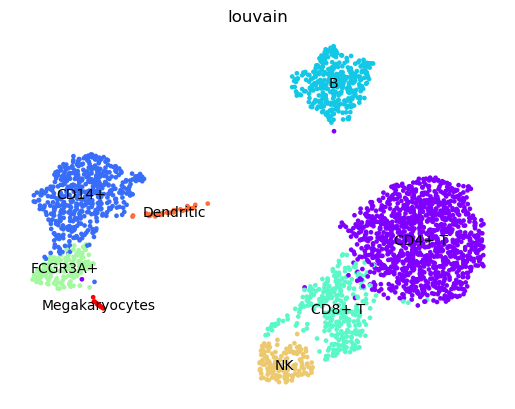 louvain
B
CD14+
Dendritic
CD4+ T
FCGR3A+
Megakaryocytes
CD8+ T
NK